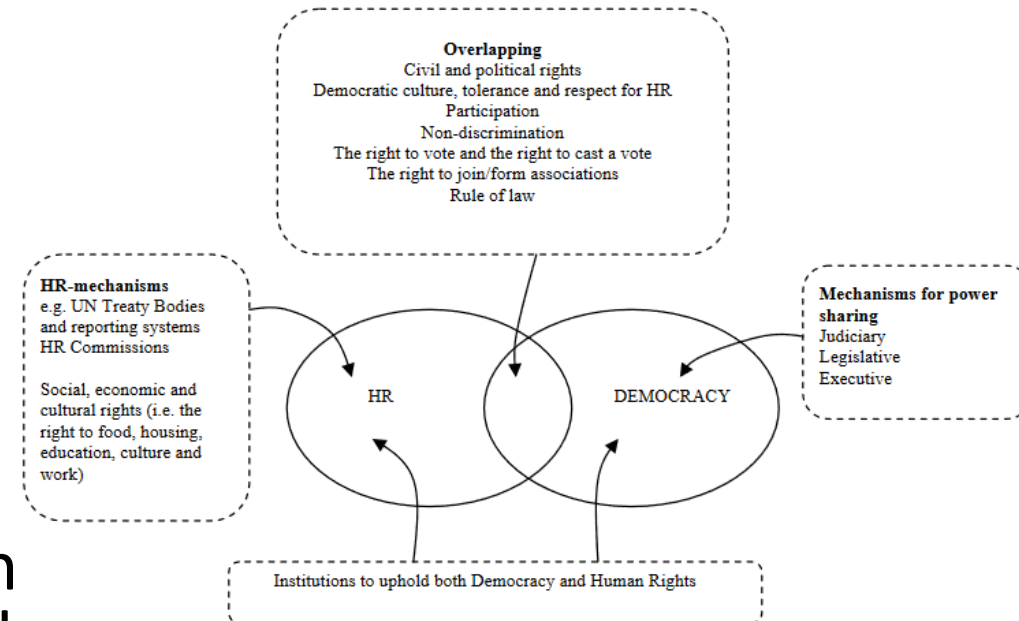 Overlapping
Civil and political rights
Democratic culture, tolerance and respect for HR
Participation
Non-discrimination
The right to vote and the right to cast a vote
The right to join/form associations
Rule of law
HR-mechanisms
e.g. UN Treaty Bodies
and reporting systems
HR Commissions
Social, economic and
cultural rights (i.e. the
right to food, housing,
education, culture and
work)
Mechanisms for power
sharing
Judiciary
Legislative
Executive
HR
DEMOCRACY
Institutions to uphold both Democracy and Human Rights